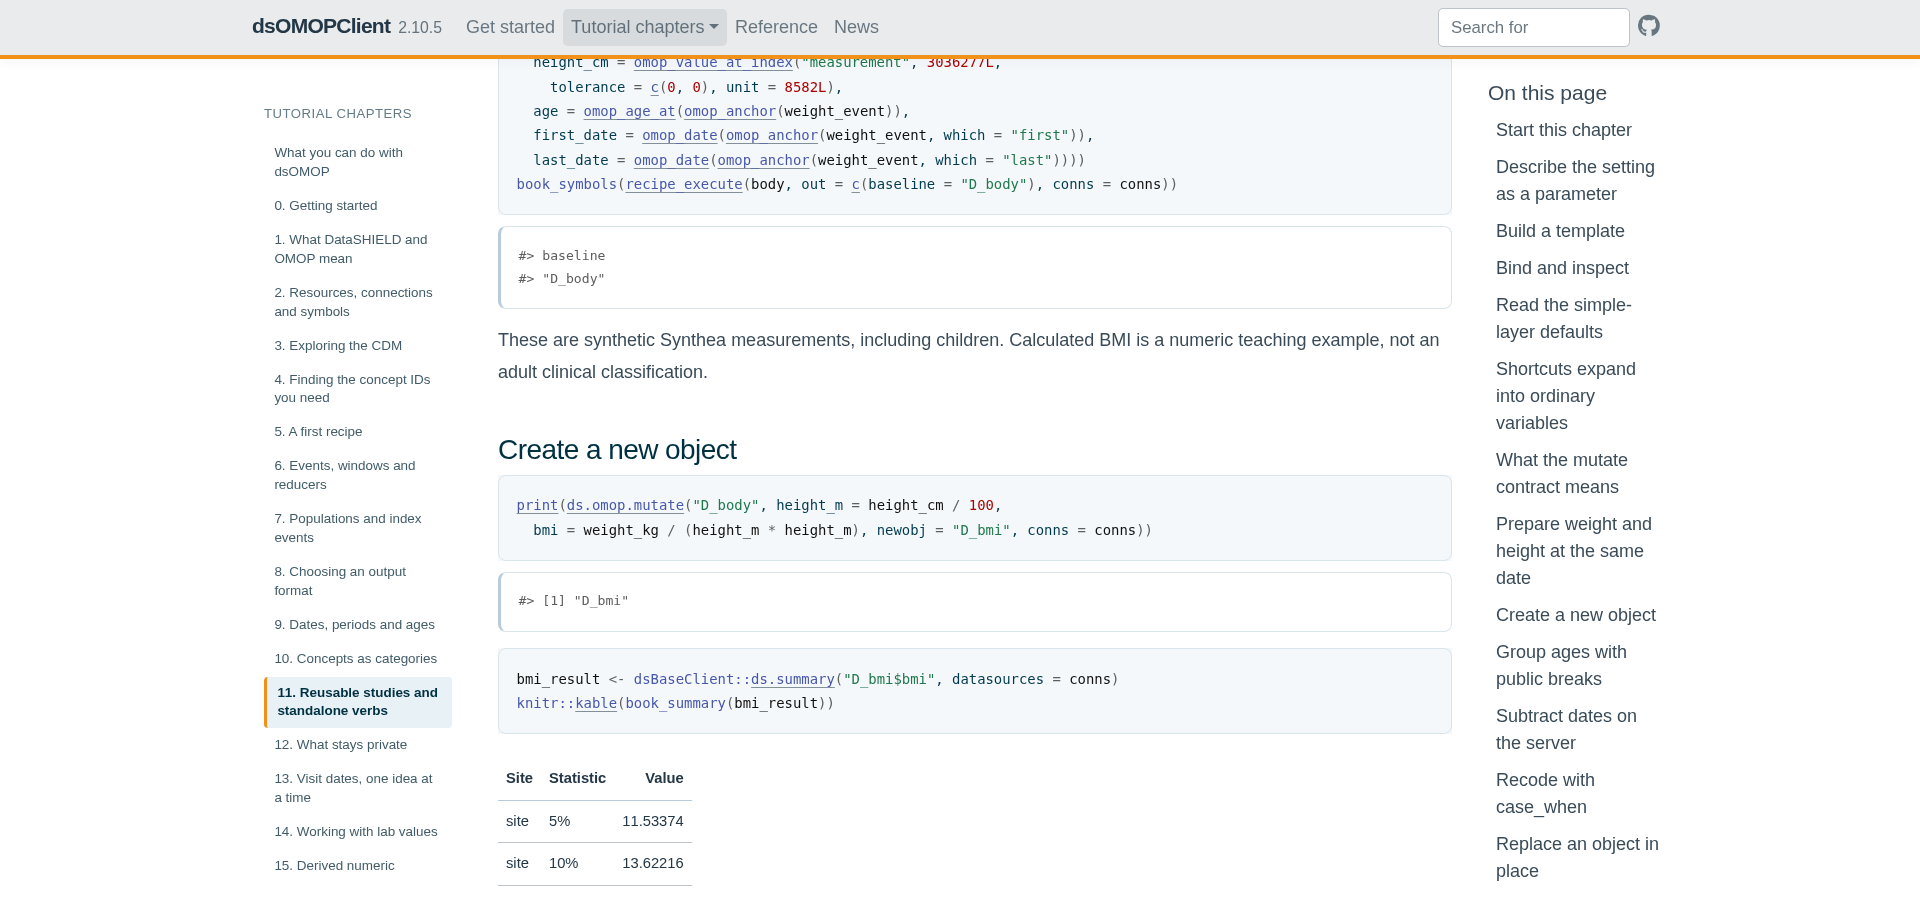 dsOMOPClient 2.10.5 Get started Tutorial chapters Reference News Search for
TUTORIAL CHAPTERS
What you can do with
dsOMOP
0. Getting started
1. What DataSHIELD and
OMOP mean
2. Resources, connections
and symbols
3. Exploring the CDM
4. Finding the concept IDs
you need
5. A first recipe
6. Events, windows and
reducers
7. Populations and index
events
8. Choosing an output
format
9. Dates, periods and ages
10. Concepts as categories
11. Reusable studies and
standalone verbs
12. What stays private
13. Visit dates, one idea at
a time
14. Working with lab values
15. Derived numeric
height_cm = omop_value_at_index("measurement", 3036277L,
tolerance = c(0, 0), unit = 8582L),
age = omop_age_at(omop_anchor(weight_event)),
first_date = omop_date(omop_anchor(weight_event, which = "first")),
last_date = omop_date(omop_anchor(weight_event, which = "last"))))
book_symbols(recipe_execute(body, out = c(baseline = "D_body"), conns = conns))
#> baseline
#> "D_body"
These are synthetic Synthea measurements, including children. Calculated BMI is a numeric teaching example, not an
adult clinical classification.
Create a new object
print(ds.omop.mutate("D_body", height_m = height_cm / 100,
bmi = weight_kg / (height_m * height_m), newobj = "D_bmi", conns = conns))
#> [1] "D_bmi"
bmi_result <- dsBaseClient::ds.summary("D_bmi$bmi", datasources = conns)
knitr::kable(book_summary(bmi_result))
Site Statistic Value
site 5% 11.53374
site 10% 13.62216
On this page
Start this chapter
Describe the setting
as a parameter
Build a template
Bind and inspect
Read the simple-
layer defaults
Shortcuts expand
into ordinary
variables
What the mutate
contract means
Prepare weight and
height at the same
date
Create a new object
Group ages with
public breaks
Subtract dates on
the server
Recode with
case_when
Replace an object in
place